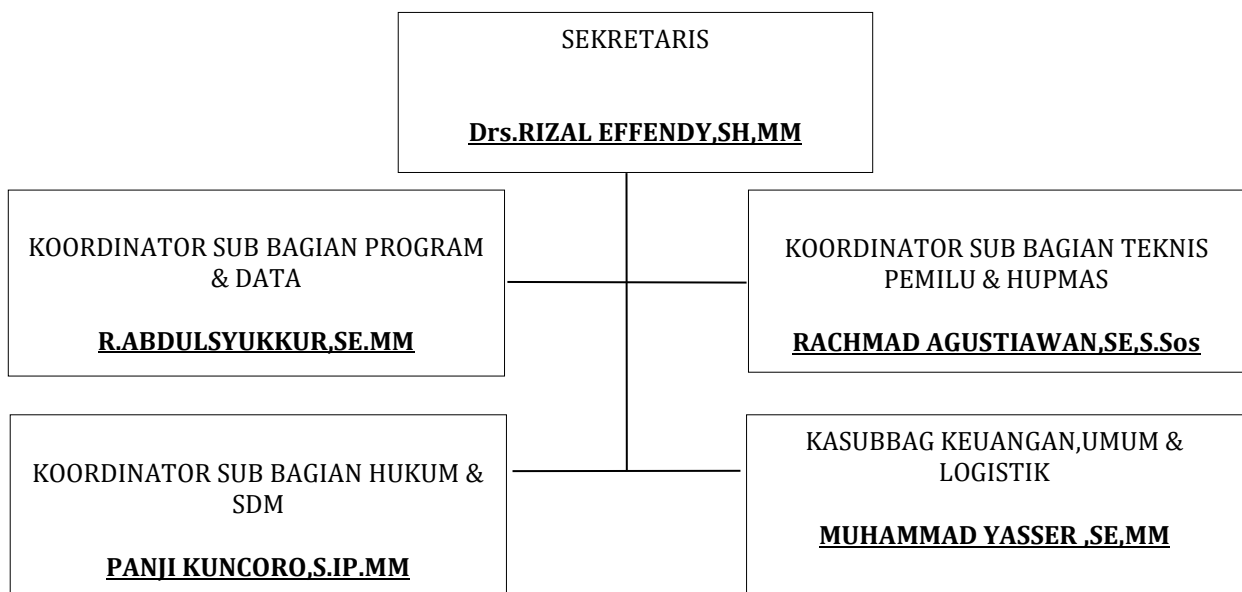 SEKRETARIS
Drs.RIZAL EFFENDY,SH,MM
KOORDINATOR SUB BAGIAN PROGRAM
& DATA
R.ABDULSYUKKUR,SE.MM
KOORDINATOR SUB BAGIAN TEKNIS
PEMILU & HUPMAS
RACHMAD AGUSTIAWAN,SE,S.Sos
KOORDINATOR SUB BAGIAN HUKUM &
SDM
PANJI KUNCORO,S.IP.MM
KASUBBAG KEUANGAN,UMUM &
LOGISTIK
MUHAMMAD YASSER ,SE,MM